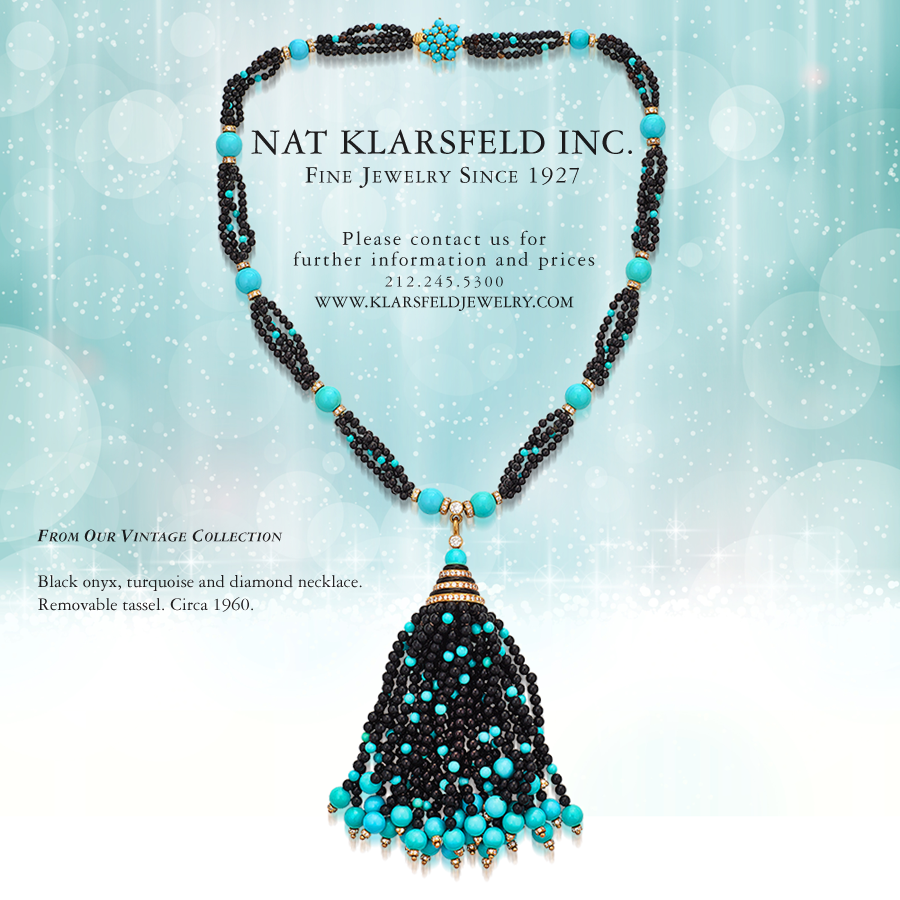 NAT KLARSFELD INC.
FINE JEWELRY SINCE 1927
Please contact us for
further information and prices
212.245.5300
WWW.KLARSFELDJEWELRY.COM
FROM OUR VINTAGE COLLECTION
Black onyx, turquoise and diamond necklace.
Removable tassel. Circa 1960.